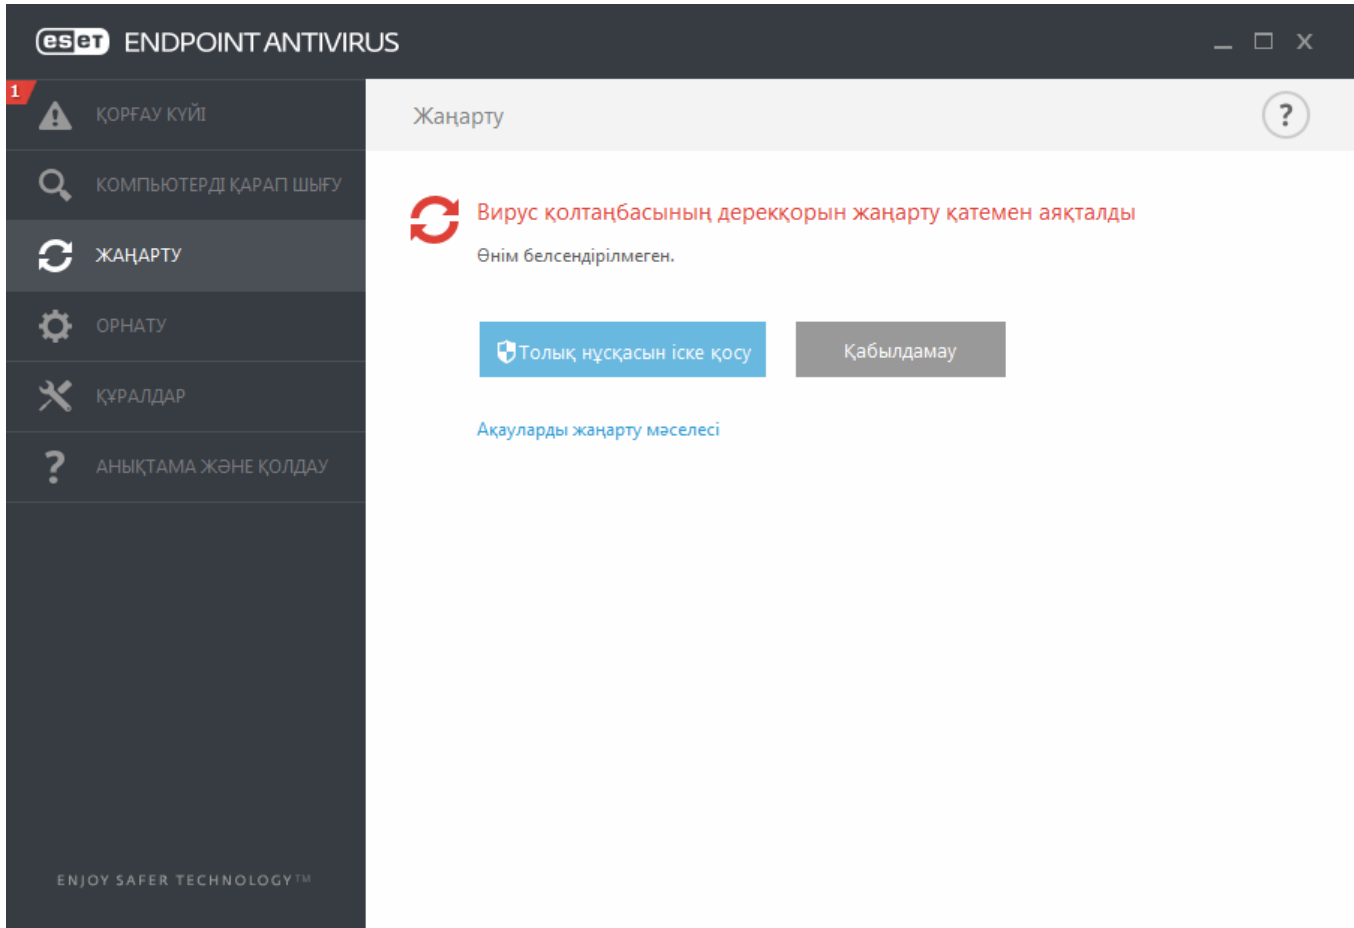 eset ENDPOINT ANTIVIRUS
1
ҚОРҒАУ КҮЙІ
КОМПЬЮТЕРДІ ҚАРАП ШЫҒУ
ЖАҢАРТУ
ОРНАТУ
ҚҰРАЛДАР
АНЫҚТАМА ЖӘНЕ ҚОЛДАУ
ENJOY SAFER TECHNOLOGY™
Жаңарту
?
Вирус қолтаңбасының дерекқорын жаңарту қатемен аяқталды
Өнім белсендірілмеген.
Толық нұсқасын іске қосу
Қабылдамау
Ақауларды жаңарту мәселесі